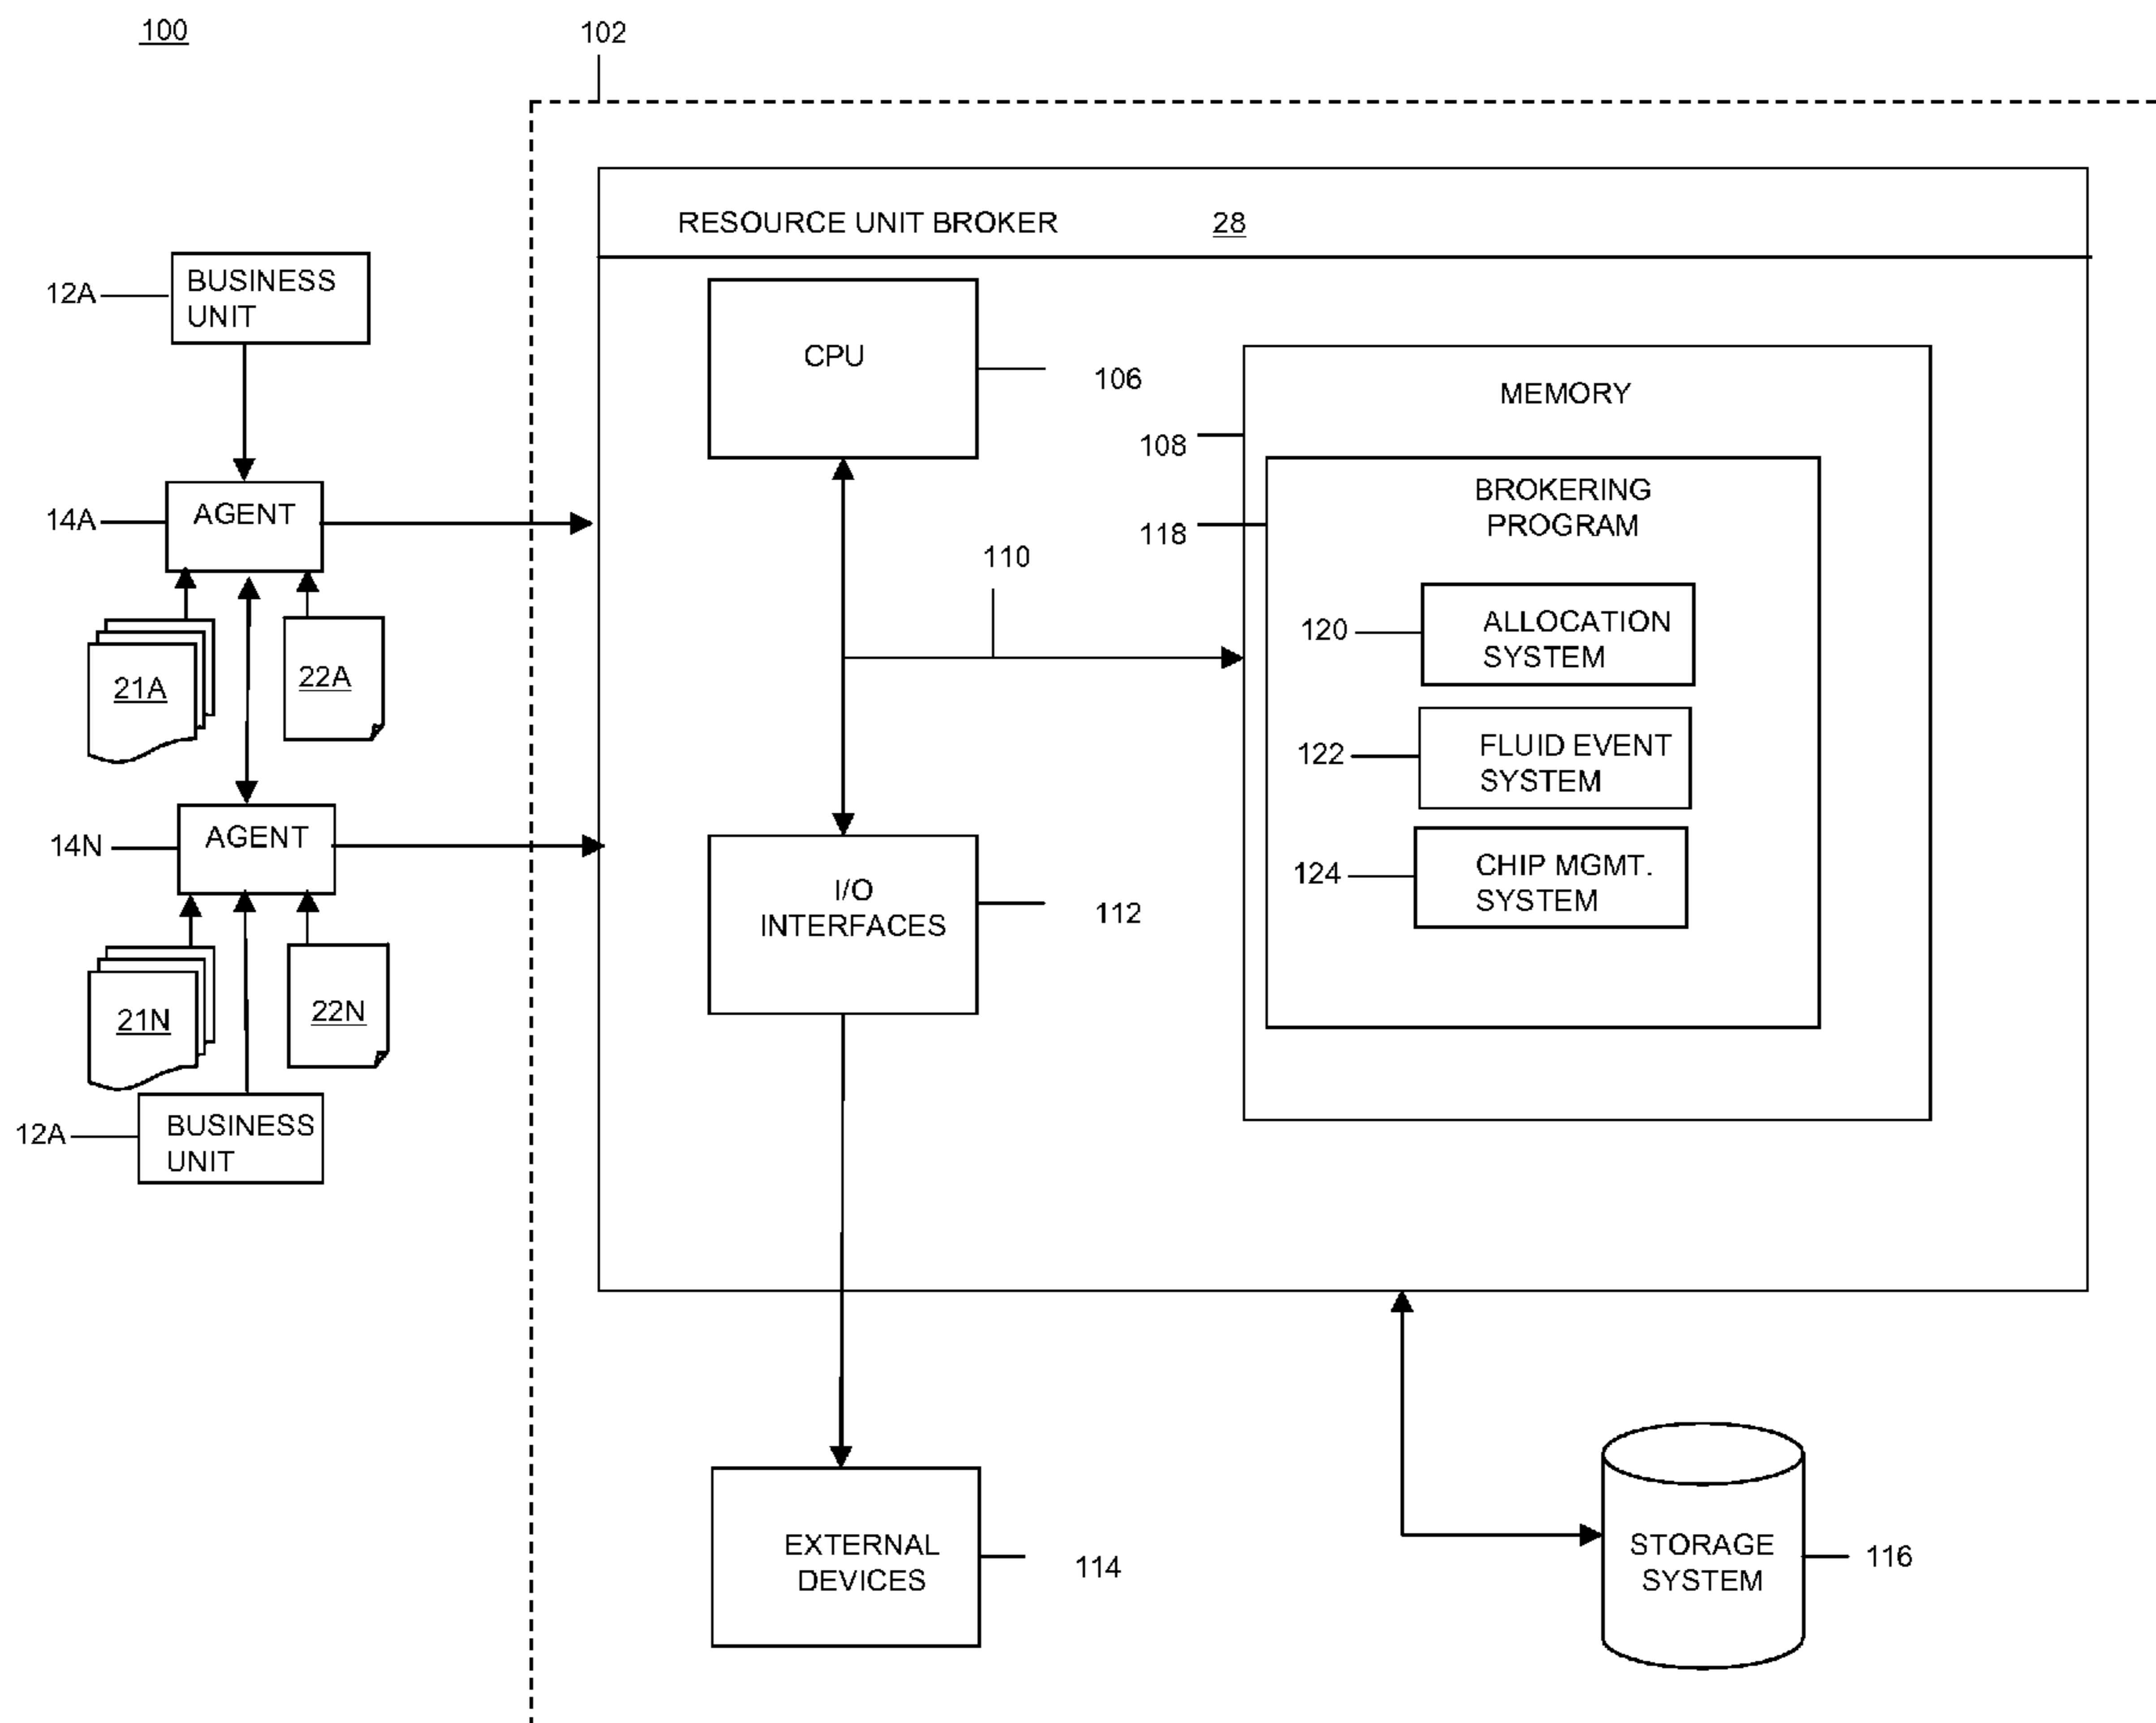 100
102
RESOURCE UNIT BROKER 28
12A
BUSINESS
UNIT
CPU
106
MEMORY
108
14A
AGENT
BROKERING
PROGRAM
118
110
120
ALLOCATION
SYSTEM
21A
22A
122
FLUID EVENT
SYSTEM
14N
AGENT
124
CHIP MGMT.
SYSTEM
I/O
INTERFACES
112
21N
22N
12A
BUSINESS
UNIT
EXTERNAL
DEVICES
114
STORAGE
SYSTEM
116